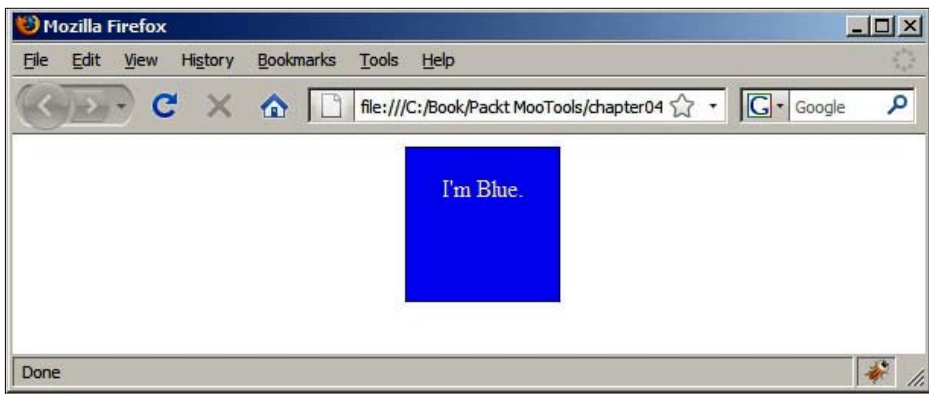 Mozilla Firefox
File Edit View History Bookmarks Tools Help
file:///C:/Book/Packt MooTools/chapter04 G Google
I'm Blue.
Done